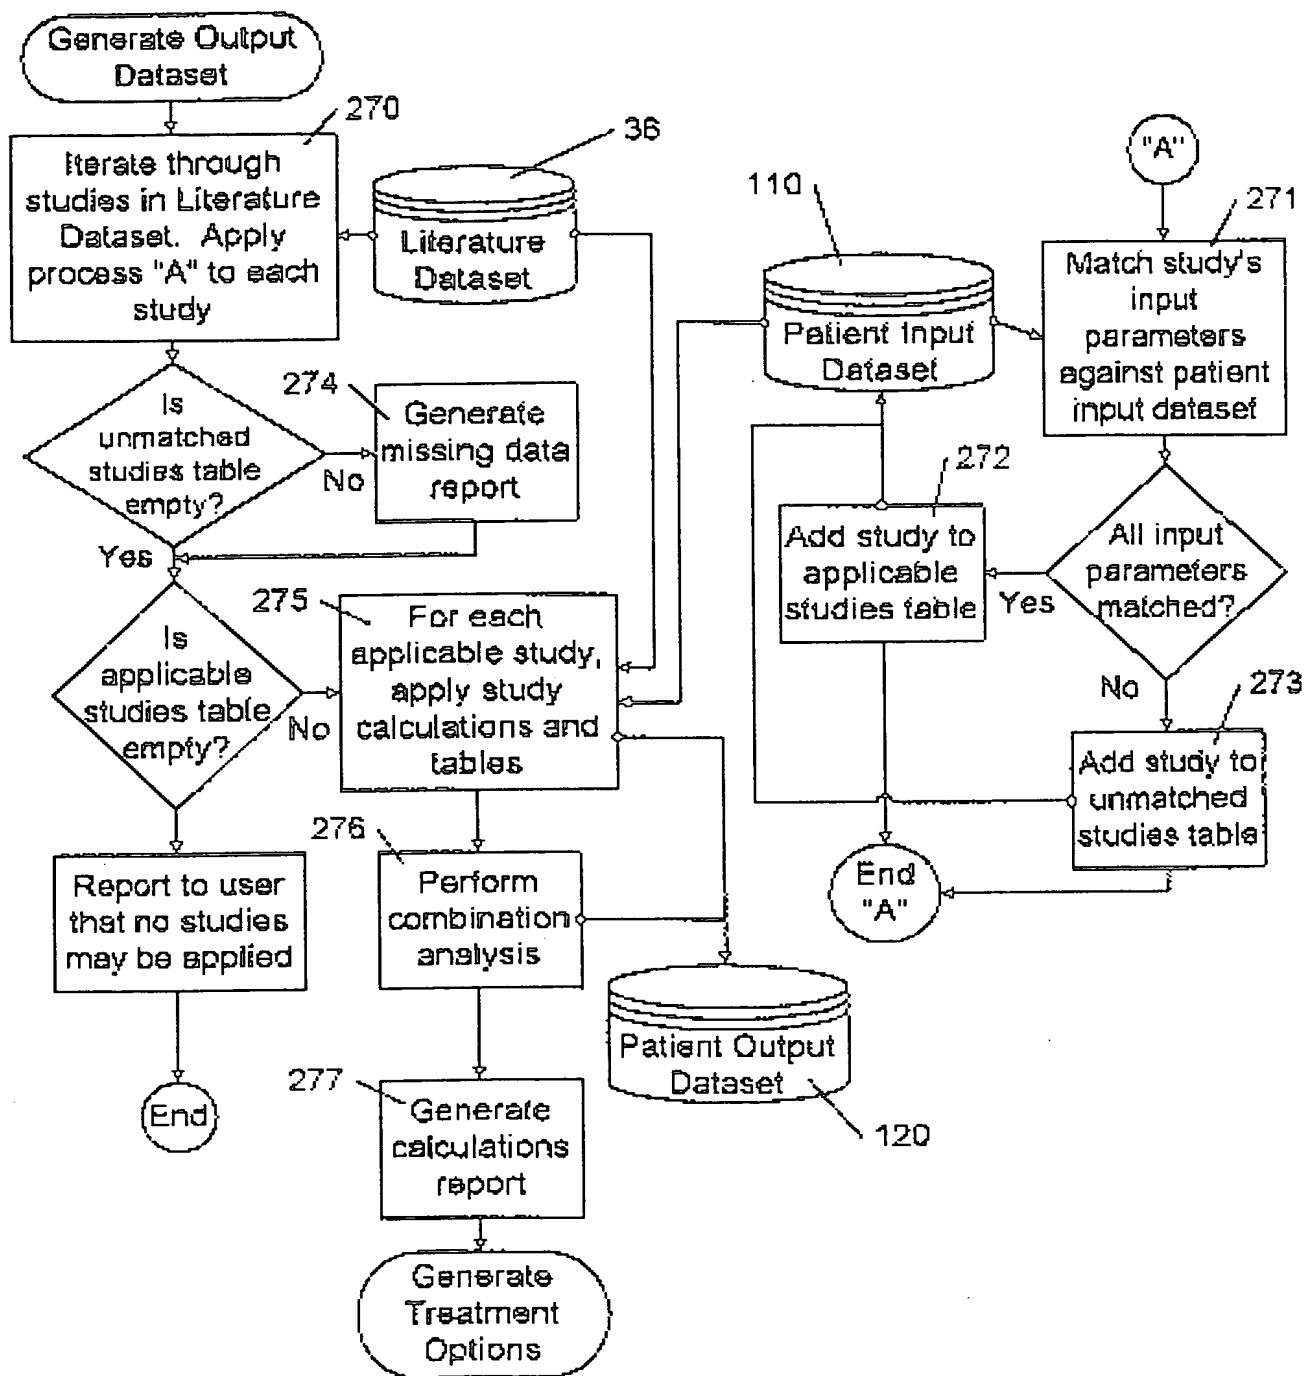 Generate Output
Dataset
270
Iterate through
studies in Literature
Dataset. Apply
process "A" to each
study
36
Literature
Dataset
110
Patient Input
Dataset
"A"
271
Match study's
input
parameters
against patient
input dataset
Is
unmatched
studies table
empty?
No
Yes
274
Generate
missing data
report
272
Add study to
applicable
studies table
All input
parameters
matched?
Yes
No
273
Add study to
unmatched
studies table
End
"A"
Is
applicable
studies table
empty?
No
275
For each
applicable study,
apply study
calculations and
tables
Report to user
that no studies
may be applied
End
276
Perform
combination
analysis
Patient Output
Dataset
120
277
Generate
calculations
report
Generate
Treatment
Options